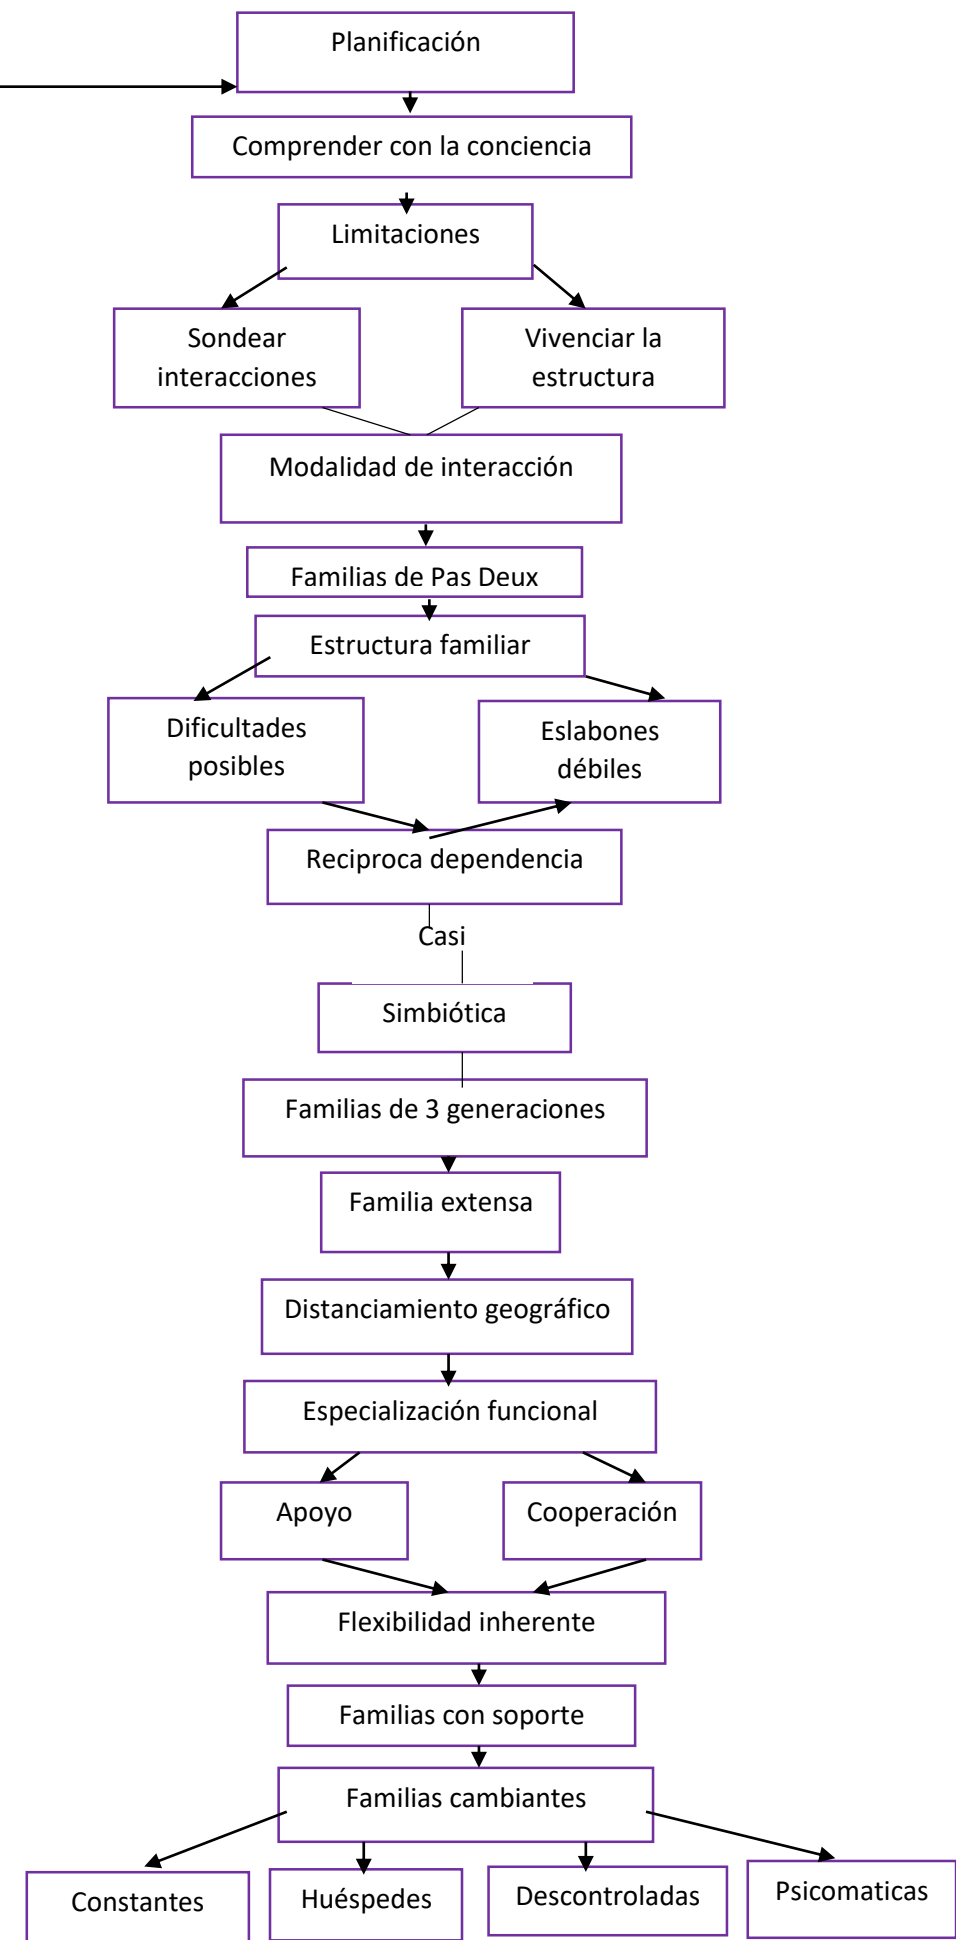 Planificación
Comprender con la conciencia
Limitaciones
Sondear
interacciones
Vivenciar la
estructura
Modalidad de interacción
Familias de Pas Deux
Estructura familiar
Dificultades
posibles
Eslabones
débiles
Reciproca dependencia
Casi
Simbiótica
Familias de 3 generaciones
Familia extensa
Distanciamiento geográfico
Especialización funcional
Apoyo
Cooperación
Flexibilidad inherente
Familias con soporte
Familias cambiantes
Constantes
Huéspedes
Descontroladas
Psicomaticas